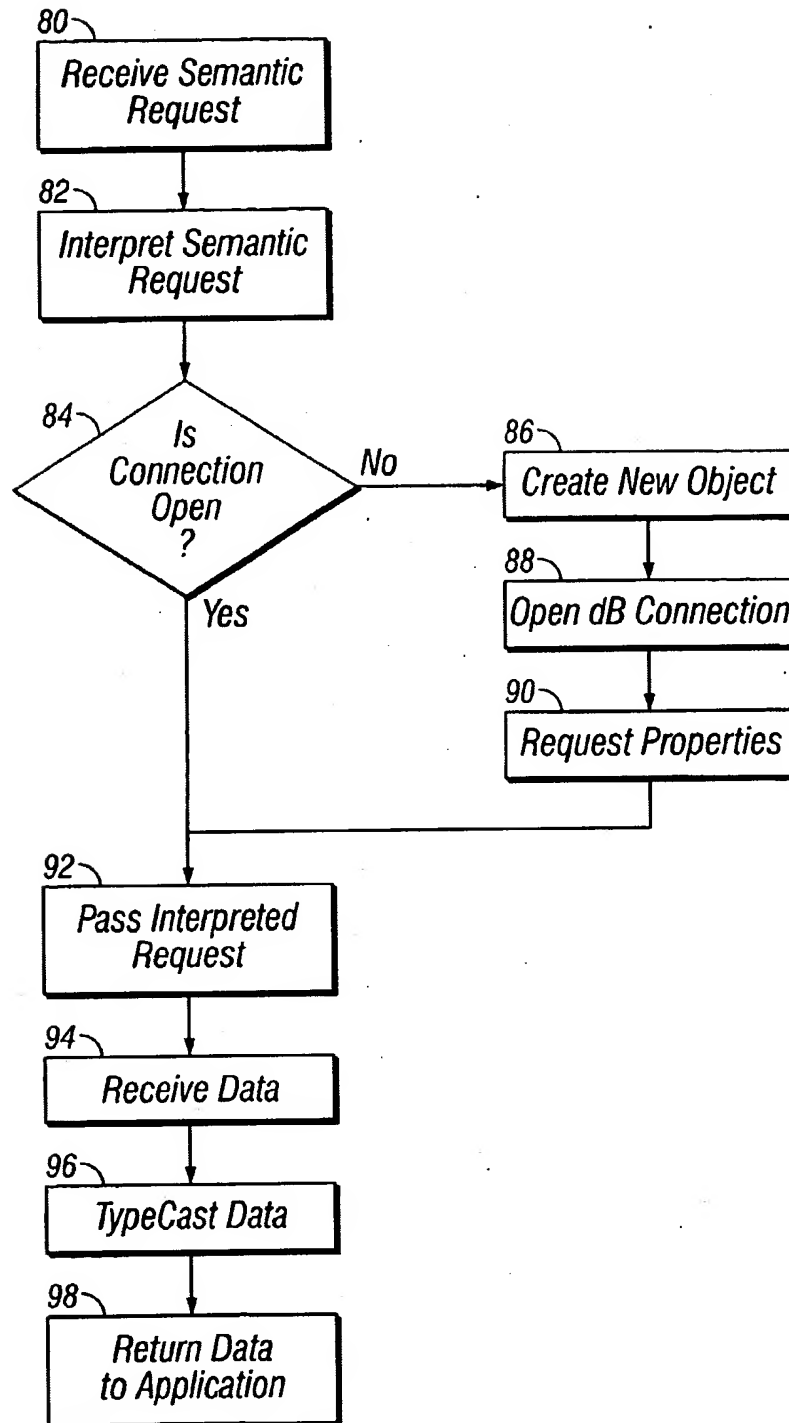 80
Receive Semantic
Request
82
Interpret Semantic
Request
84
Is
Connection
Open
?
No
Yes
86
Create New Object
88
Open dB Connection
90
Request Properties
92
Pass Interpreted
Request
94
Receive Data
96
TypeCast Data
98
Return Data
to Application